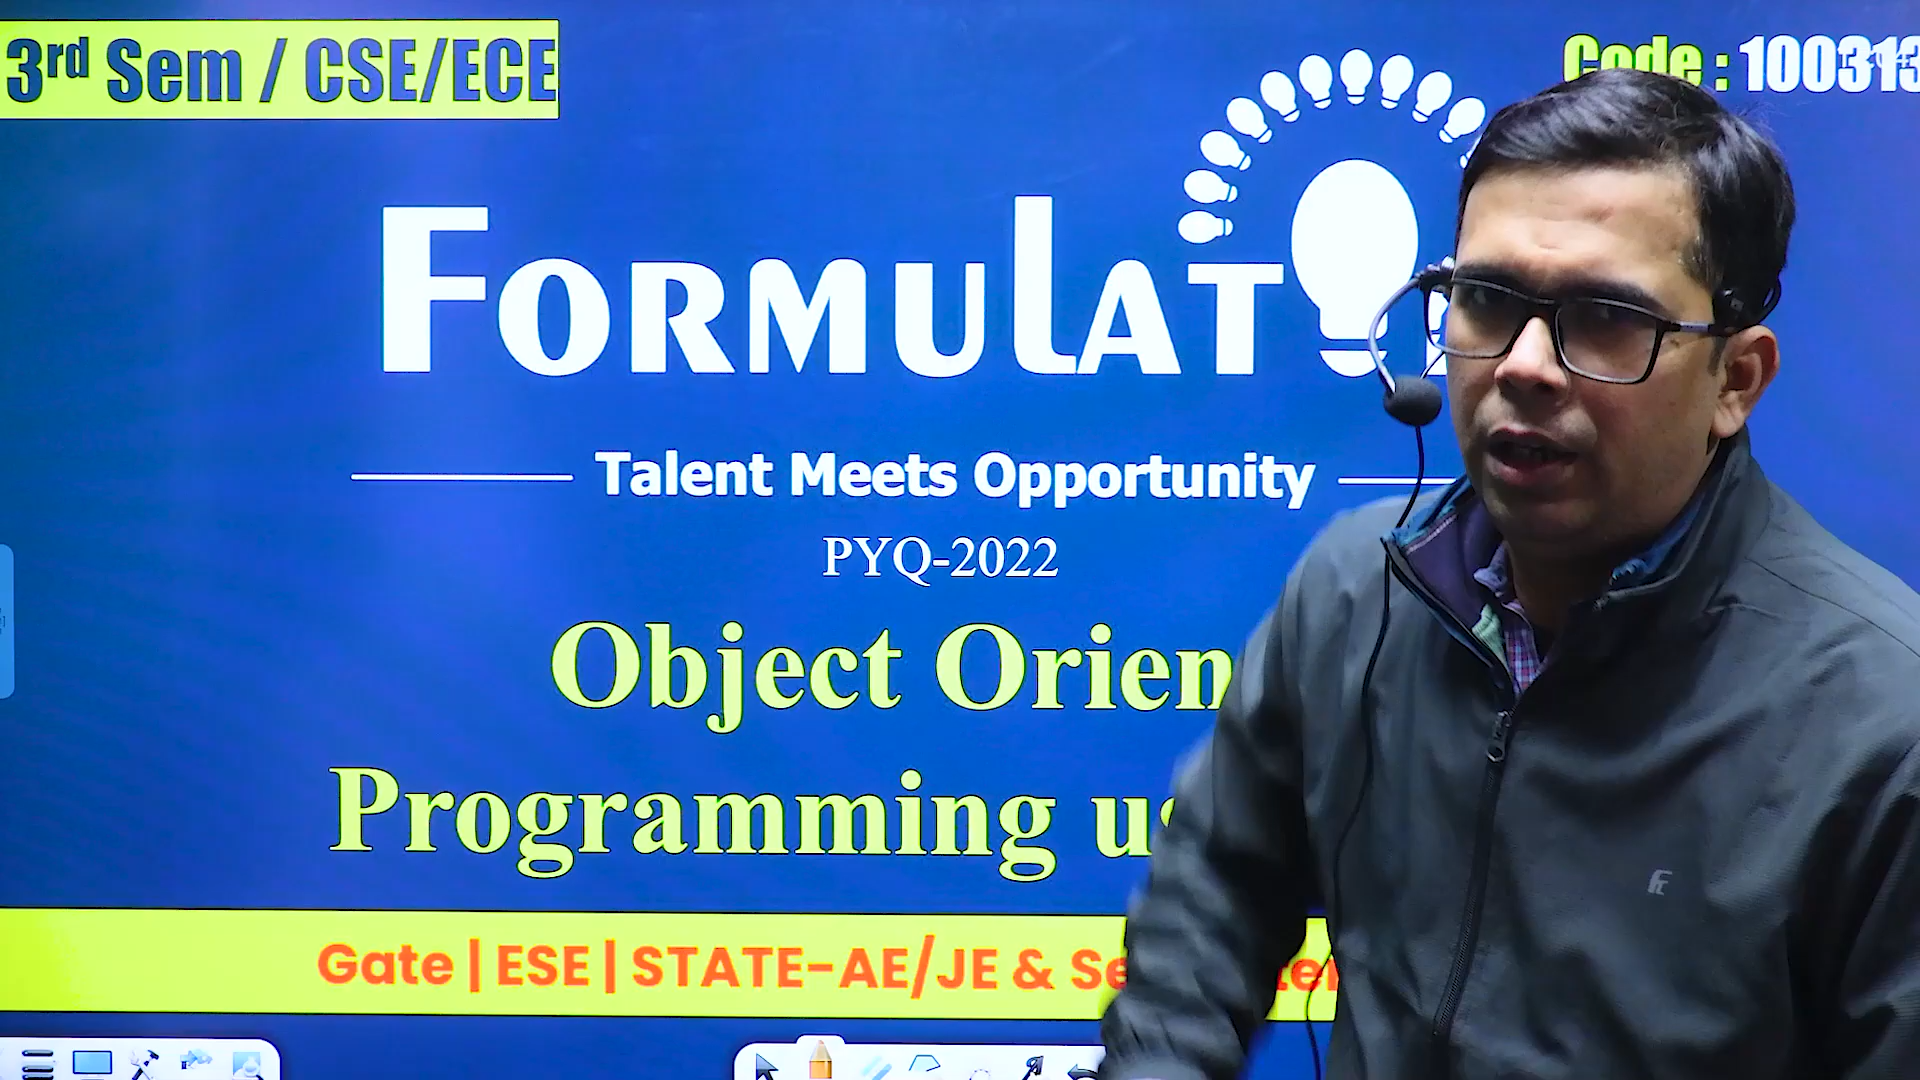 3rd Sem / CSE/ECE
Code : 100313
FORMULAT
Talent Meets Opportunity
PYQ-2022
Object Orien
Programming us
Gate | ESE | STATE-AE/JE & Se